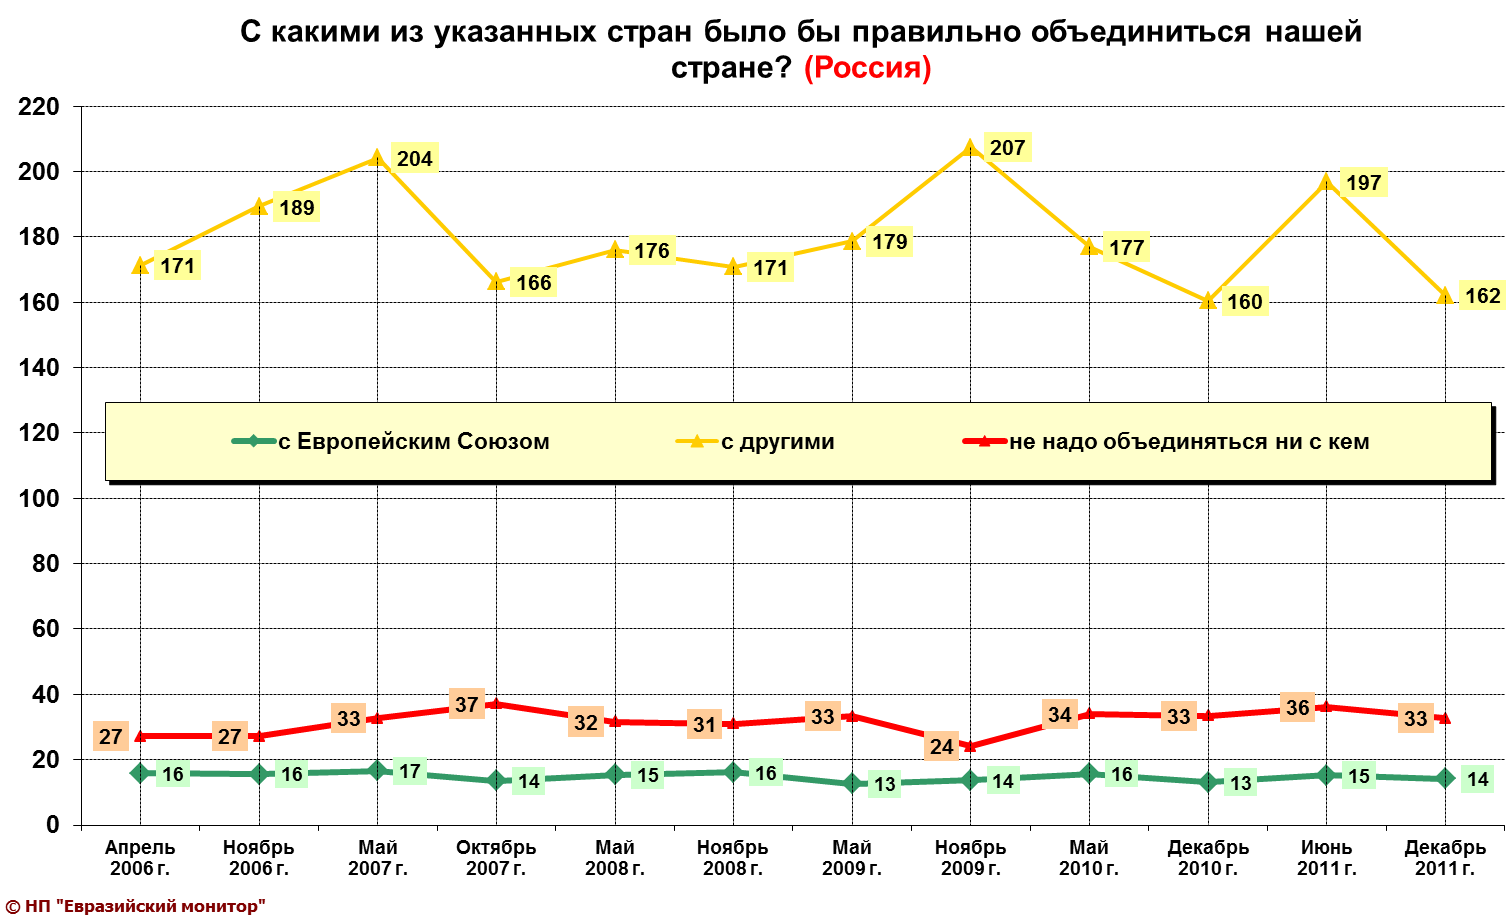 С какими из указанных стран было бы правильно объединиться нашей
стране? (Россия)
220
200
180
160
140
120
100
80
60
40
20
0
171
189
204
166
176
171
179
207
177
160
197
162
с Европейским Союзом
с другими
не надо объединяться ни с кем
27
27
33
37
32
31
33
24
34
33
36
33
16
16
17
14
15
16
13
14
16
13
15
14
Апрель
2006 г.
Ноябрь
2006 г.
Май
2007 г.
Октябрь
2007 г.
Май
2008 г.
Ноябрь
2008 г.
Май
2009 г.
Ноябрь
2009 г.
Май
2010 г.
Декабрь
2010 г.
Июнь
2011 г.
Декабрь
2011 г.
© НП "Евразийский монитор"